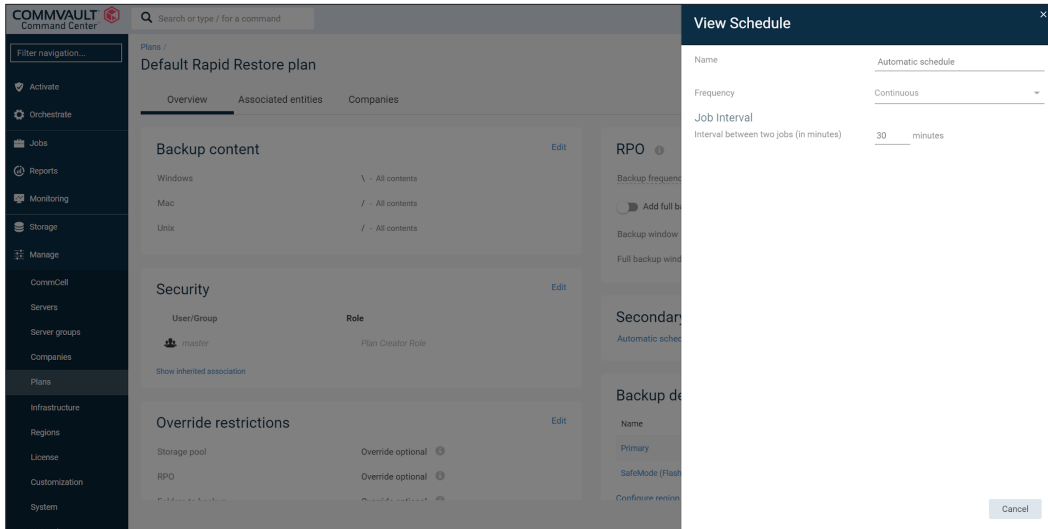 COMMVAULT
Command Center
Search or type / for a command
Filter navigation...
Activate
Orchestrate
Jobs
Reports
Monitoring
Storage
Manage
CommCell
Servers
Server groups
Companies
Plans
Infrastructure
Regions
License
Customization
System
Plans /
Default Rapid Restore plan
Overview Associated entities Companies
Backup content Edit
Windows \ - All contents
Mac / - All contents
Unix / - All contents
Security Edit
User/Group Role
master Plan Creator Role
Show inherited association
Override restrictions Edit
Storage pool Override optional
RPO Override optional
RPO
Backup frequenc
Add full ba
Backup window
Full backup wind
Secondary
Automatic sched
Backup de
Name
Primary
SafeMode (Flash
Configure region
View Schedule
Name Automatic schedule
Frequency Continuous
Job Interval
Interval between two jobs (in minutes) 30 minutes
Cancel